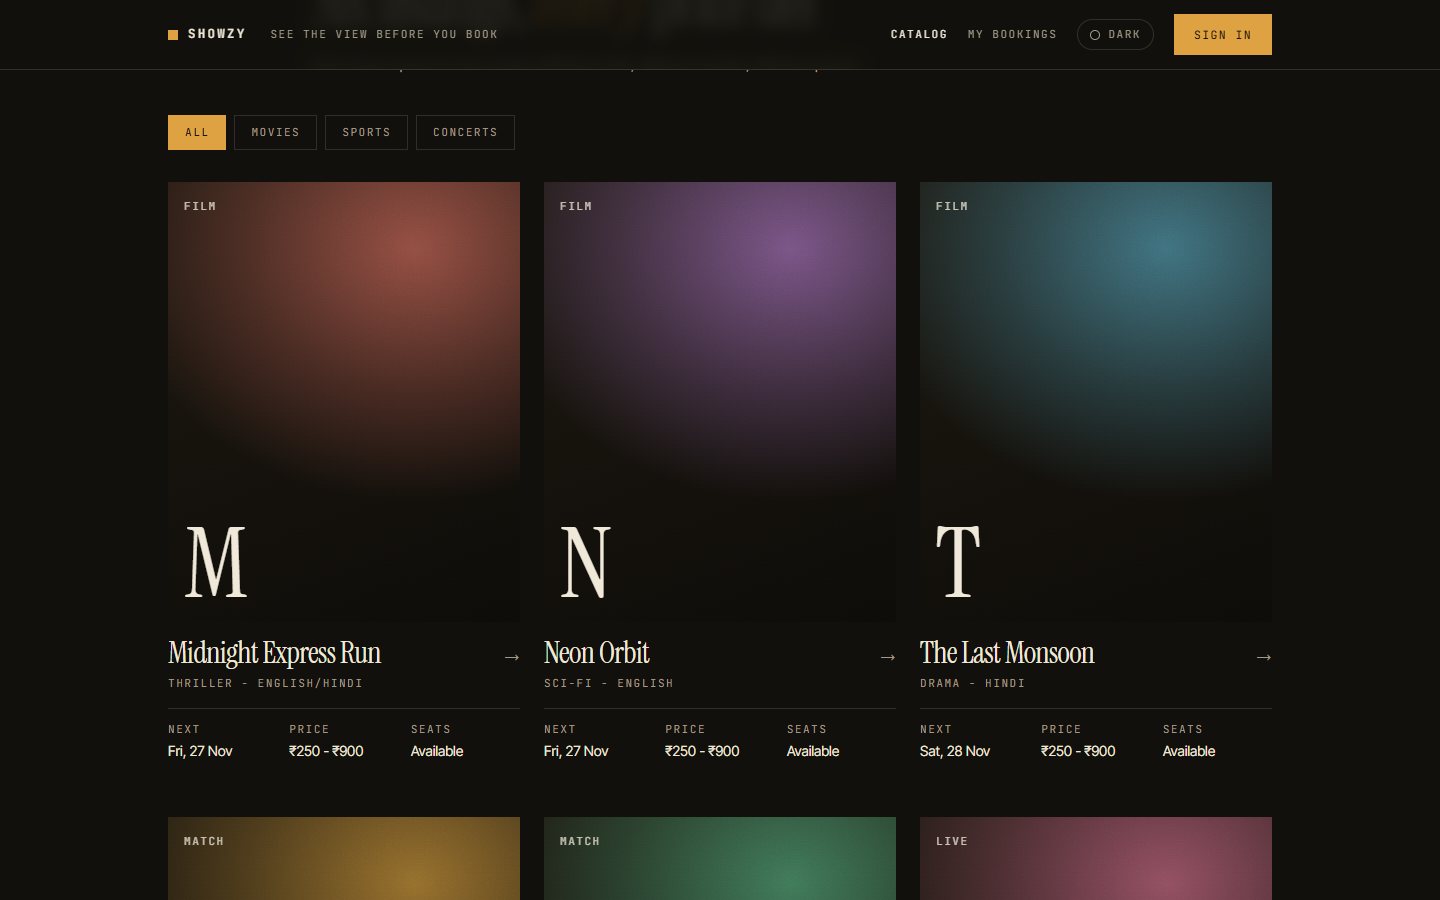 SHOWZY SEE THE VIEW BEFORE YOU BOOK CATALOG MY BOOKINGS DARK SIGN IN
ALL MOVIES SPORTS CONCERTS
FILM FILM FILM
M N T
Midnight Express Run → Neon Orbit → The Last Monsoon →
THRILLER - ENGLISH/HINDI SCI-FI - ENGLISH DRAMA - HINDI
NEXT PRICE SEATS NEXT PRICE SEATS NEXT PRICE SEATS
Fri, 27 Nov ₹250 - ₹900 Available Fri, 27 Nov ₹250 - ₹900 Available Sat, 28 Nov ₹250 - ₹900 Available
MATCH MATCH LIVE